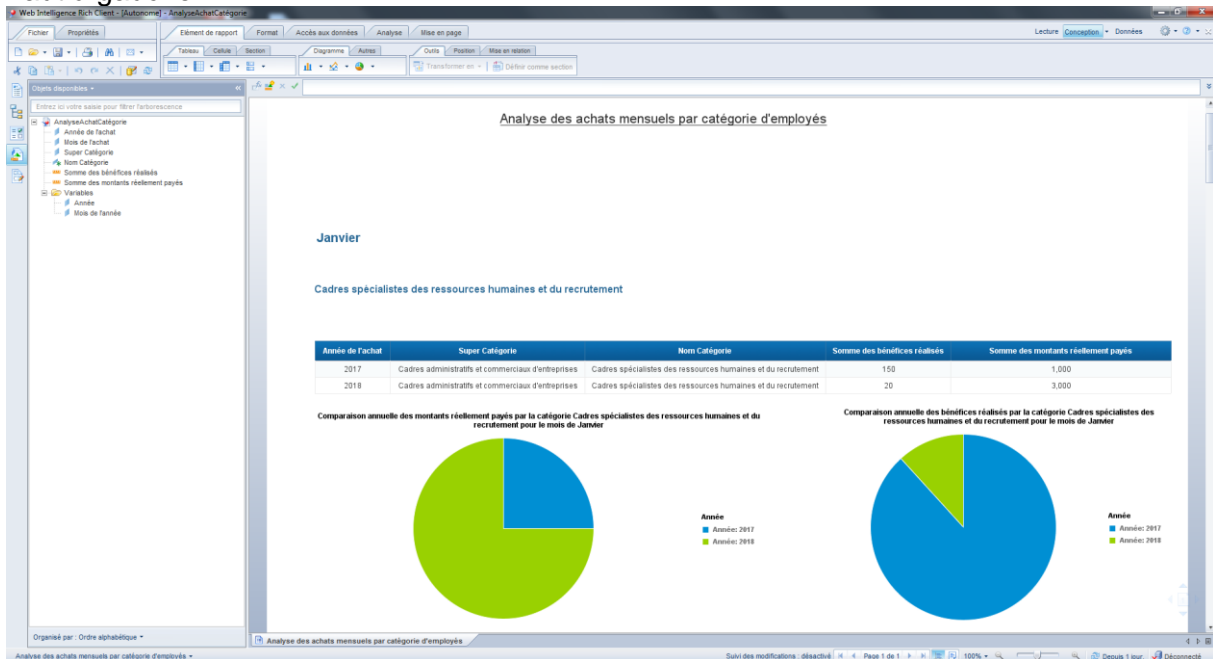 Web Intelligence Rich Client - [Autonome] - AnalyseAchatCatégorie
Fichier Propriétés Elément de rapport Format Accès aux données Analyse Mise en page Lecture Conception Données
Tableau Cellule Section Diagramme Autres Outils Position Mise en relation
Transformer en Définir comme section
Objets disponibles
Entrez ici votre saisie pour filtrer l'arborescence
AnalyseAchatCatégorie
Année de l'achat
Mois de l'achat
Super Catégorie
Nom Catégorie
Somme des bénéfices réalisés
Somme des montants réellement payés
Variables
Année
Mois de l'année
Analyse des achats mensuels par catégorie d'employés
Janvier
Cadres spécialistes des ressources humaines et du recrutement
Année de l'achat Super Catégorie Nom Catégorie Somme des bénéfices réalisés Somme des montants réellement payés
2017 Cadres administratifs et commerciaux d'entreprises Cadres spécialistes des ressources humaines et du recrutement 150 1,000
2018 Cadres administratifs et commerciaux d'entreprises Cadres spécialistes des ressources humaines et du recrutement 20 3,000
Comparaison annuelle des montants réellement payés par la catégorie Cadres spécialistes des ressources humaines et du
recrutement pour le mois de Janvier
Année
Année: 2017
Année: 2018
Comparaison annuelle des bénéfices réalisés par la catégorie Cadres spécialistes des
ressources humaines et du recrutement pour le mois de Janvier
Année
Année: 2017
Année: 2018
Organisé par : Ordre alphabétique
Analyse des achats mensuels par catégorie d'employés
Analyse des achats mensuels par catégorie d'employés Suivi des modifications : désactivé Page 1 de 1 100% Depuis 1 jour. Déconnecté